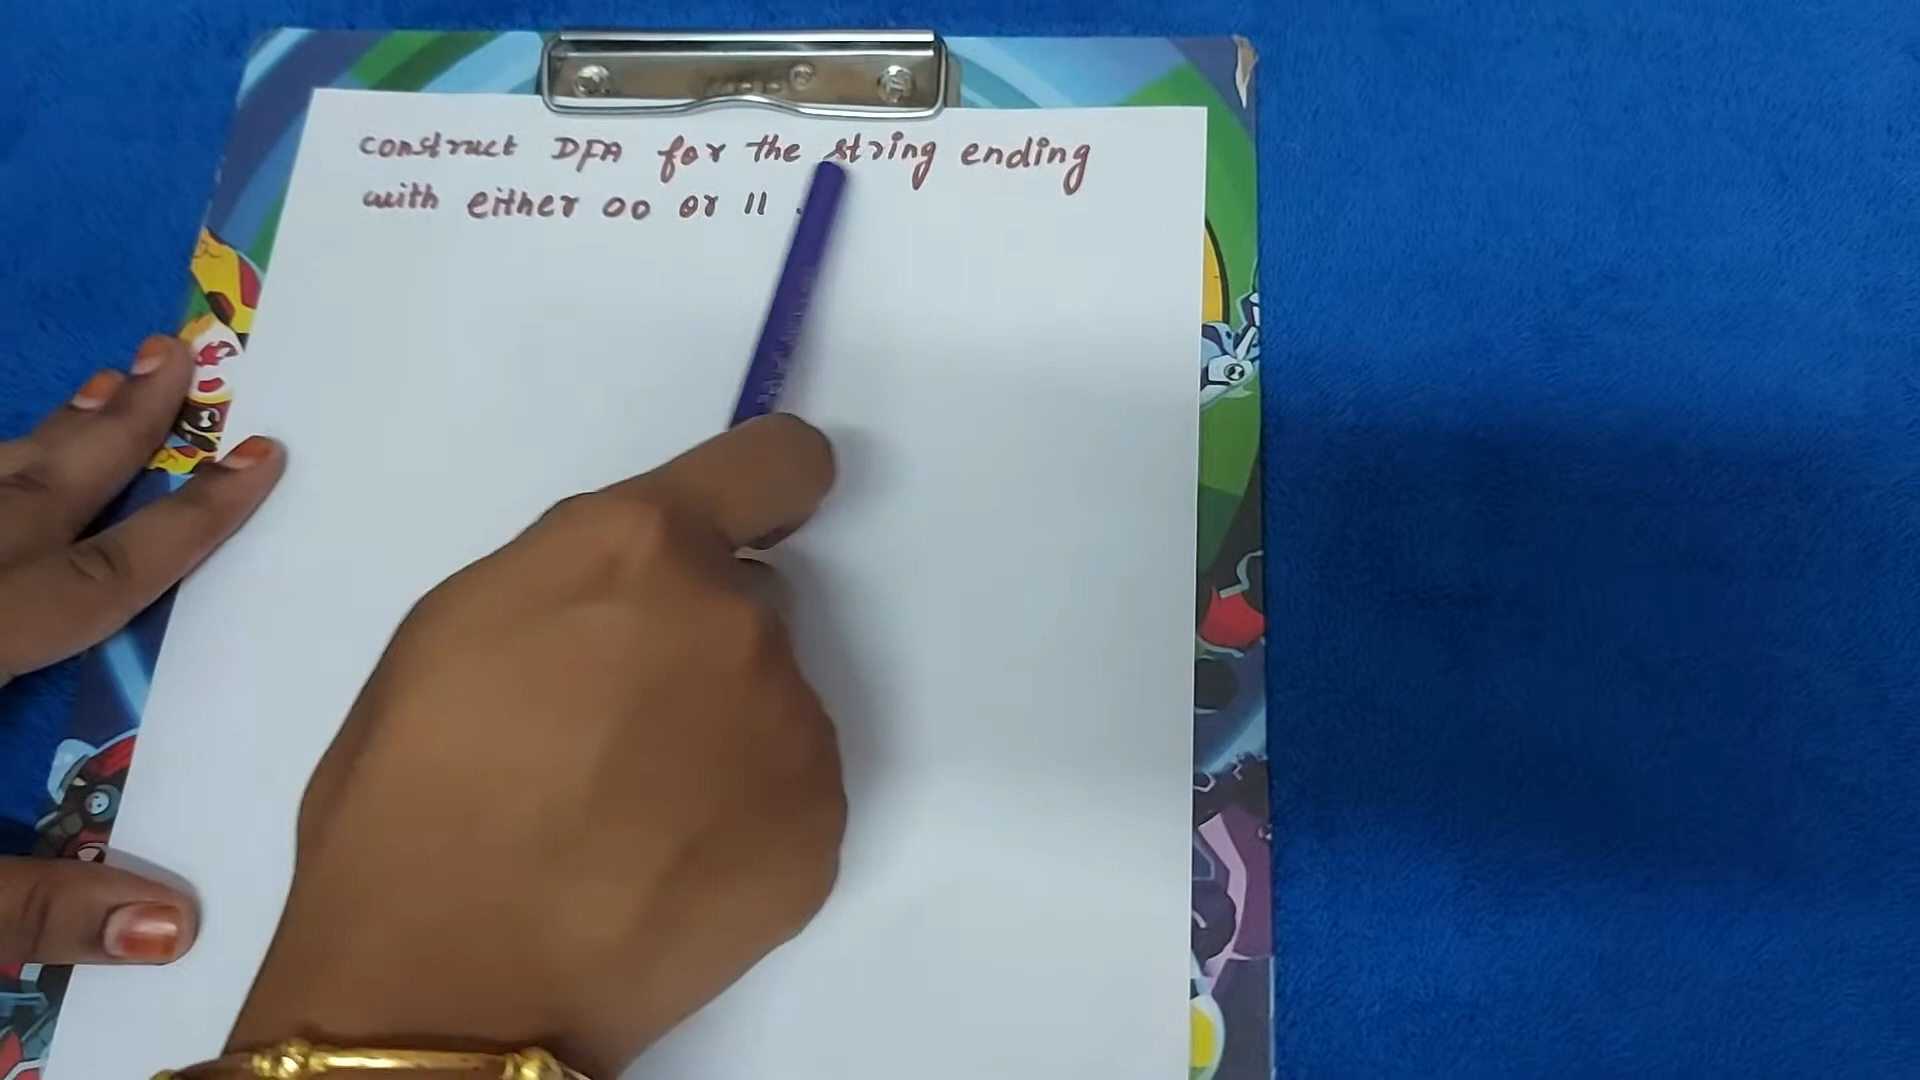 construct DFA for the string ending
with either 00 or 11 .